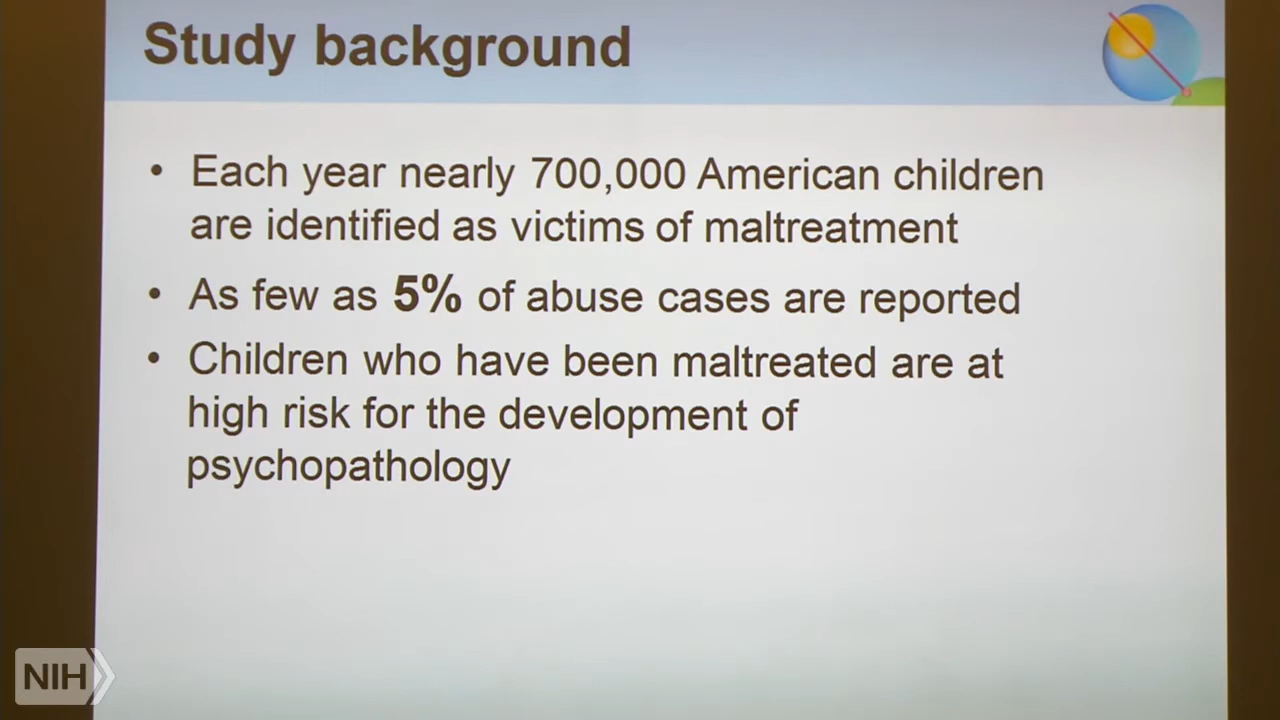 Study background
• Each year nearly 700,000 American children
are identified as victims of maltreatment
• As few as 5% of abuse cases are reported
• Children who have been maltreated are at
high risk for the development of
psychopathology
NIH